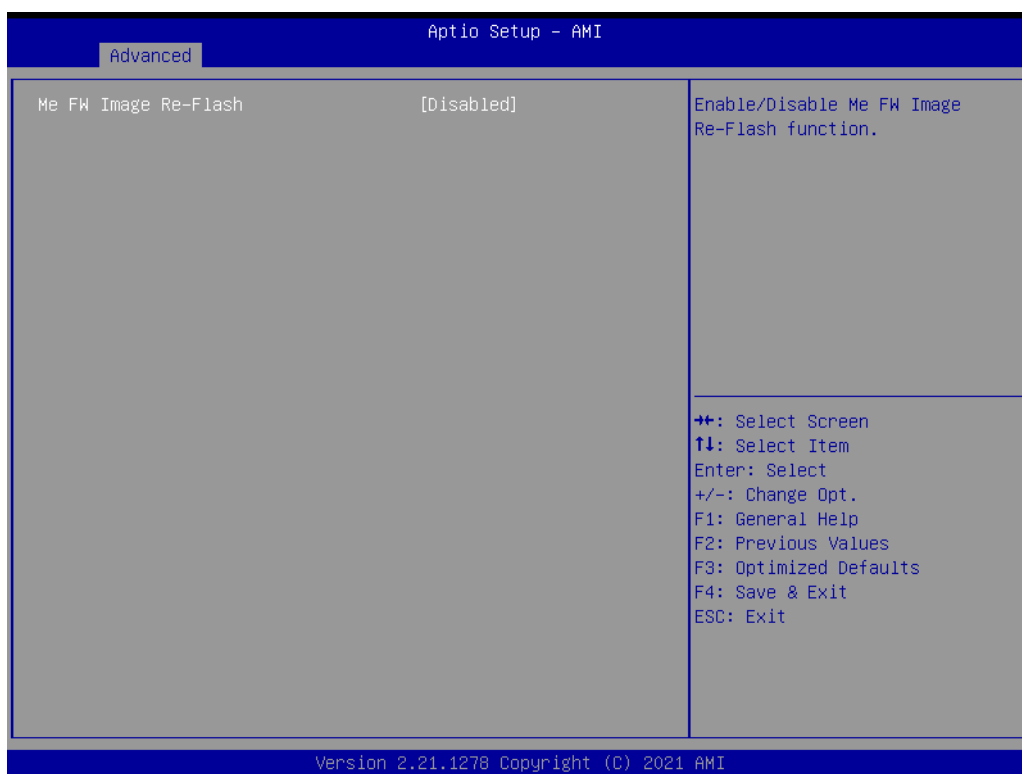 Aptio Setup – AMI
Advanced
Me FW Image Re-Flash [Disabled]
Enable/Disable Me FW Image
Re-Flash function.
→←: Select Screen
↑↓: Select Item
Enter: Select
+/-: Change Opt.
F1: General Help
F2: Previous Values
F3: Optimized Defaults
F4: Save & Exit
ESC: Exit
Version 2.21.1278 Copyright (C) 2021 AMI